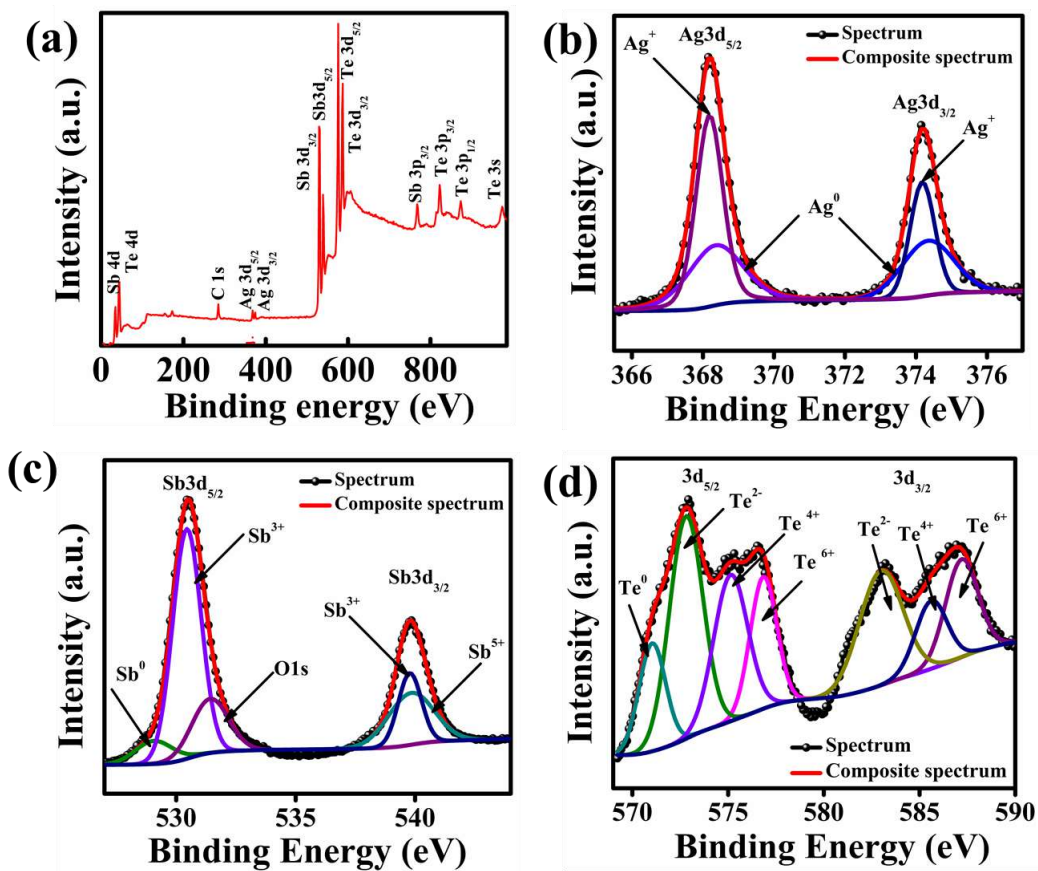 (a)
Intensity (a.u.)
Sb 4d
Te 4d
C 1s
Ag 3d5/2
Ag 3d3/2
Sb 3d3/2
Sb3d5/2
Te 3d5/2
Te 3d3/2
Sb 3p3/2
Te 3p3/2
Te 3p1/2
Te 3s
0 200 400 600 800
Binding energy (eV)
(b)
Intensity (a.u.)
Ag+
Ag3d5/2
Spectrum
Composite spectrum
Ag3d3/2
Ag+
Ag0
366 368 370 372 374 376
Binding Energy (eV)
(c)
Intensity (a.u.)
Sb3d5/2
Spectrum
Composite spectrum
Sb3+
Sb3d3/2
Sb3+
Sb5+
Sb0
O1s
530 535 540
Binding Energy (eV)
(d)
Intensity (a.u.)
3d5/2
3d3/2
Te2-
Te4+
Te6+
Te2-
Te4+
Te6+
Te0
Spectrum
Composite spectrum
570 575 580 585 590
Binding Energy (eV)